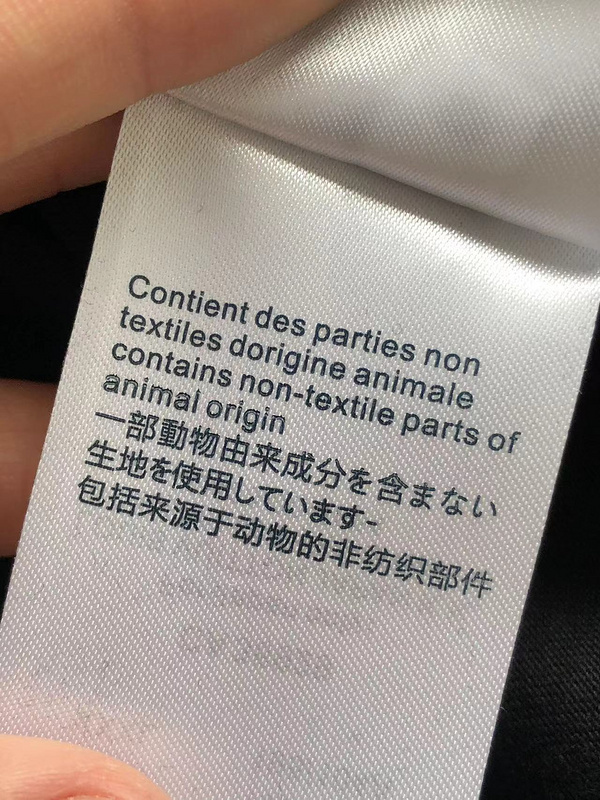 Contient des parties non
textiles dorigine animale
contains non-textile parts of
animal origin
一部動物由来成分を含まない
生地を使用しています-
包括来源于动物的非纺织部件